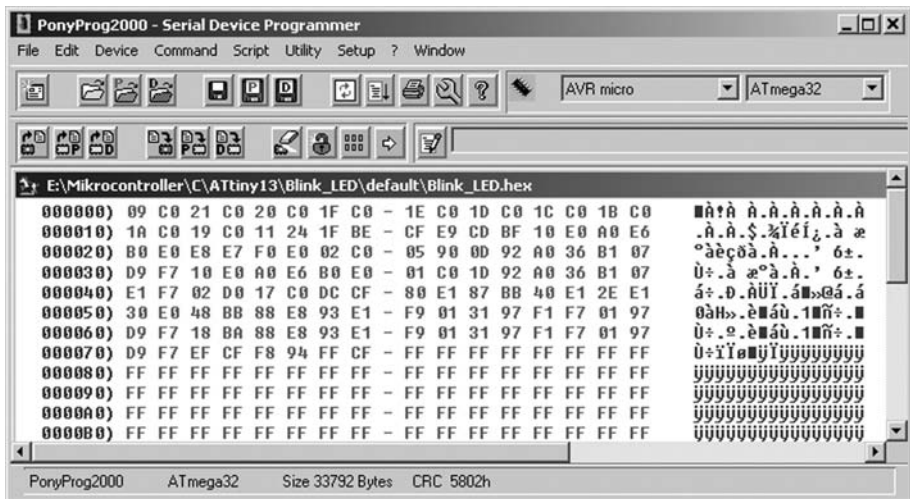 PonyProg2000 - Serial Device Programmer
File Edit Device Command Script Utility Setup ? Window
AVR micro ATmega32
E:\Mikrocontroller\C\ATtiny13\Blink_LED\default\Blink_LED.hex
000000) 09 C0 21 C0 20 C0 1F C0 - 1E C0 1D C0 1C C0 1B C0
000010) 1A C0 19 C0 11 24 1F BE - CF E9 CD BF 10 E0 A0 E6
000020) B0 E0 E8 E7 F0 E0 02 C0 - 05 90 0D 92 A0 36 B1 07
000030) D9 F7 10 E0 A0 E6 B0 E0 - 01 C0 1D 92 A0 36 B1 07
000040) E1 F7 02 D0 17 C0 DC CF - 80 E1 87 BB 40 E1 2E E1
000050) 30 E0 48 BB 88 E8 93 E1 - F9 01 31 97 F1 F7 01 97
000060) D9 F7 18 BA 88 E8 93 E1 - F9 01 31 97 F1 F7 01 97
000070) D9 F7 EF CF F8 94 FF CF - FF FF FF FF FF FF FF FF
000080) FF FF FF FF FF FF FF FF - FF FF FF FF FF FF FF FF
000090) FF FF FF FF FF FF FF FF - FF FF FF FF FF FF FF FF
0000A0) FF FF FF FF FF FF FF FF - FF FF FF FF FF FF FF FF
0000B0) FF FF FF FF FF FF FF FF - FF FF FF FF FF FF FF FF
PonyProg2000 ATmega32 Size 33792 Bytes CRC 5802h